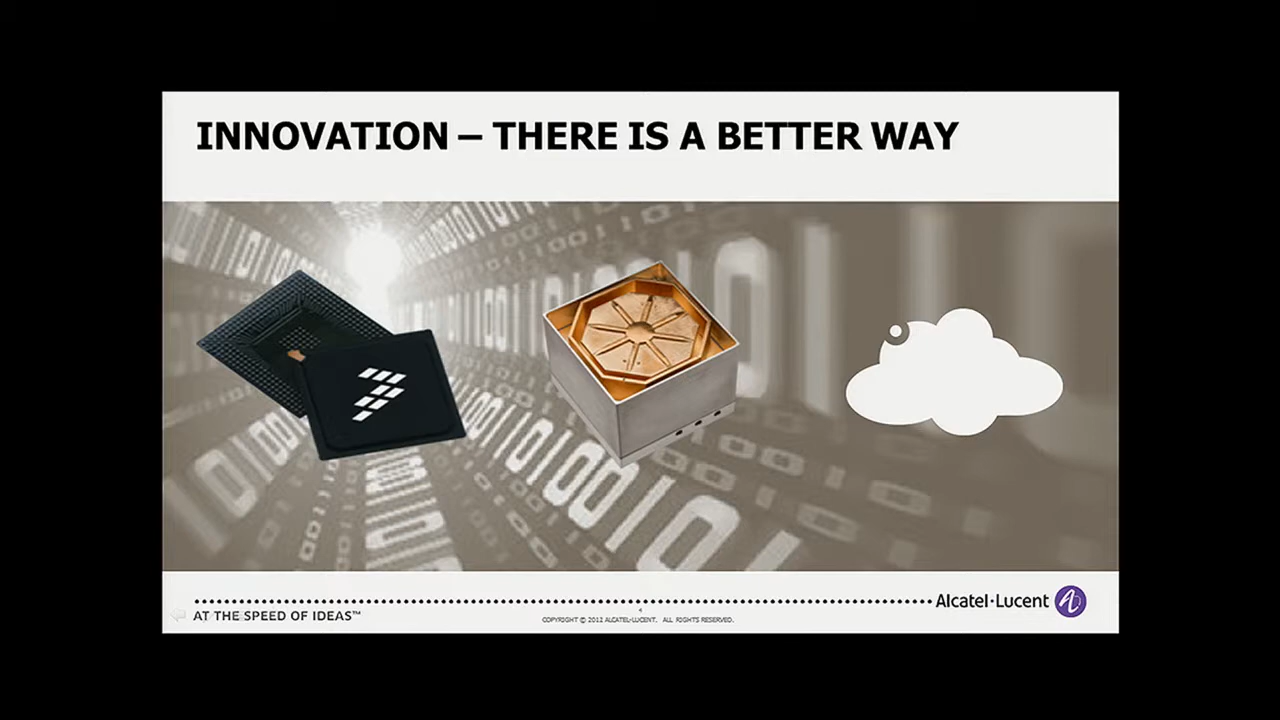 INNOVATION – THERE IS A BETTER WAY
Alcatel·Lucent
AT THE SPEED OF IDEAS™
COPYRIGHT © 2012 ALCATEL-LUCENT. ALL RIGHTS RESERVED.